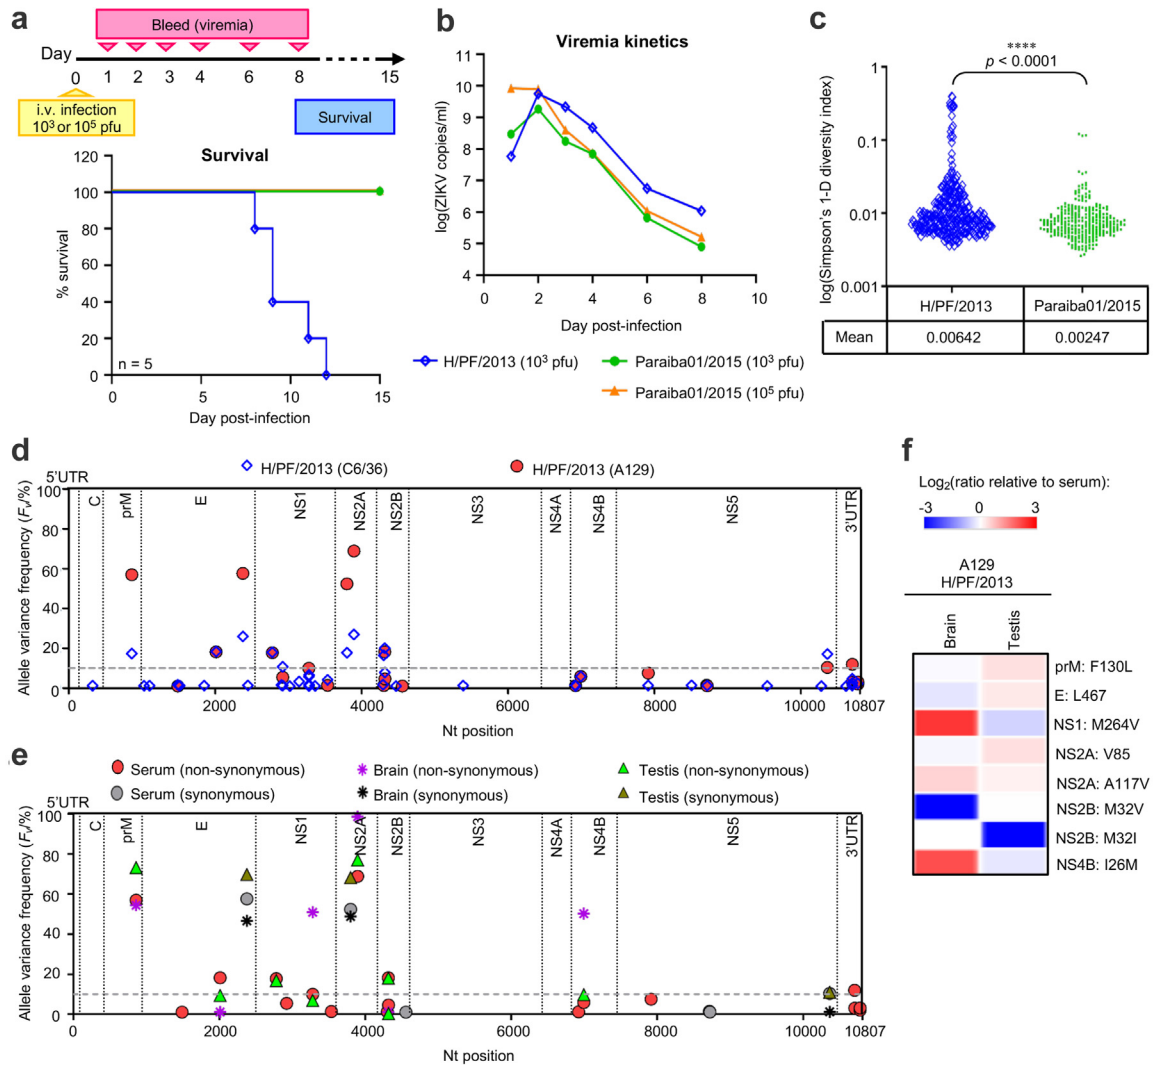 a
Bleed (viremia)
Day
0 1 2 3 4 6 8 15
i.v. infection
10³ or 10⁵ pfu
Survival
Survival
% survival
120
100
80
60
40
20
0
n = 5
0 5 10 15
Day post-infection
b
Viremia kinetics
log(ZIKV copies/ml)
11
10
9
8
7
6
5
4
0 2 4 6 8 10
Day post-infection
H/PF/2013 (10³ pfu)
Paraiba01/2015 (10³ pfu)
Paraiba01/2015 (10⁵ pfu)
c
****
p < 0.0001
log(Simpson's 1-D diversity index)
1
0.1
0.01
0.001
H/PF/2013 Paraiba01/2015
Mean 0.00642 0.00247
d
H/PF/2013 (C6/36) H/PF/2013 (A129)
5'UTR
C prM E NS1 NS2A NS2B NS3 NS4A NS4B NS5 3'UTR
Allele variance frequency (Fᵥ/%)
100
80
60
40
20
0
0 2000 4000 6000 8000 10000 10807
Nt position
e
Serum (non-synonymous) Brain (non-synonymous) Testis (non-synonymous)
Serum (synonymous) Brain (synonymous) Testis (synonymous)
5'UTR
C prM E NS1 NS2A NS2B NS3 NS4A NS4B NS5 3'UTR
Allele variance frequency (Fᵥ/%)
100
80
60
40
20
0
0 2000 4000 6000 8000 10000 10807
Nt position
f
Log₂(ratio relative to serum):
-3 0 3
A129
H/PF/2013
Brain Testis
prM: F130L
E: L467
NS1: M264V
NS2A: V85
NS2A: A117V
NS2B: M32V
NS2B: M32I
NS4B: I26M